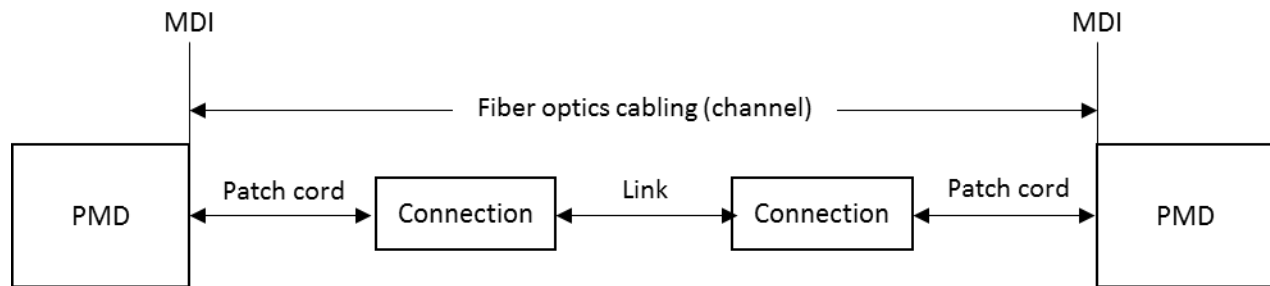 MDI
MDI
Fiber optics cabling (channel)
PMD
Patch cord
Connection
Link
Connection
Patch cord
PMD